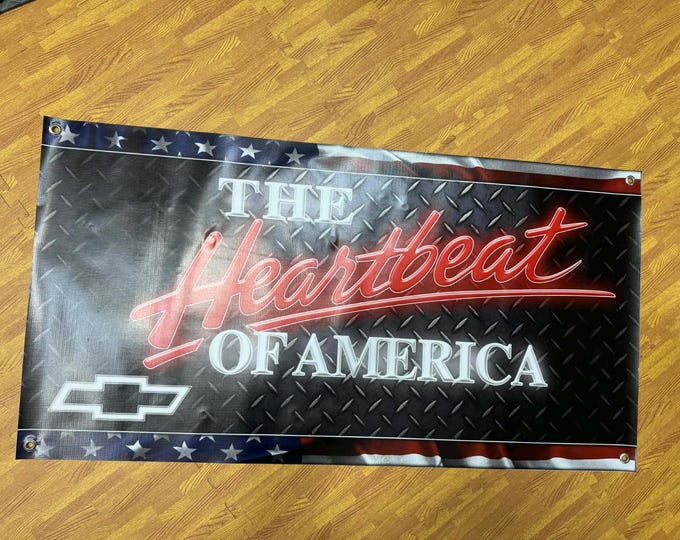 THE
Heartbeat
OF AMERICA